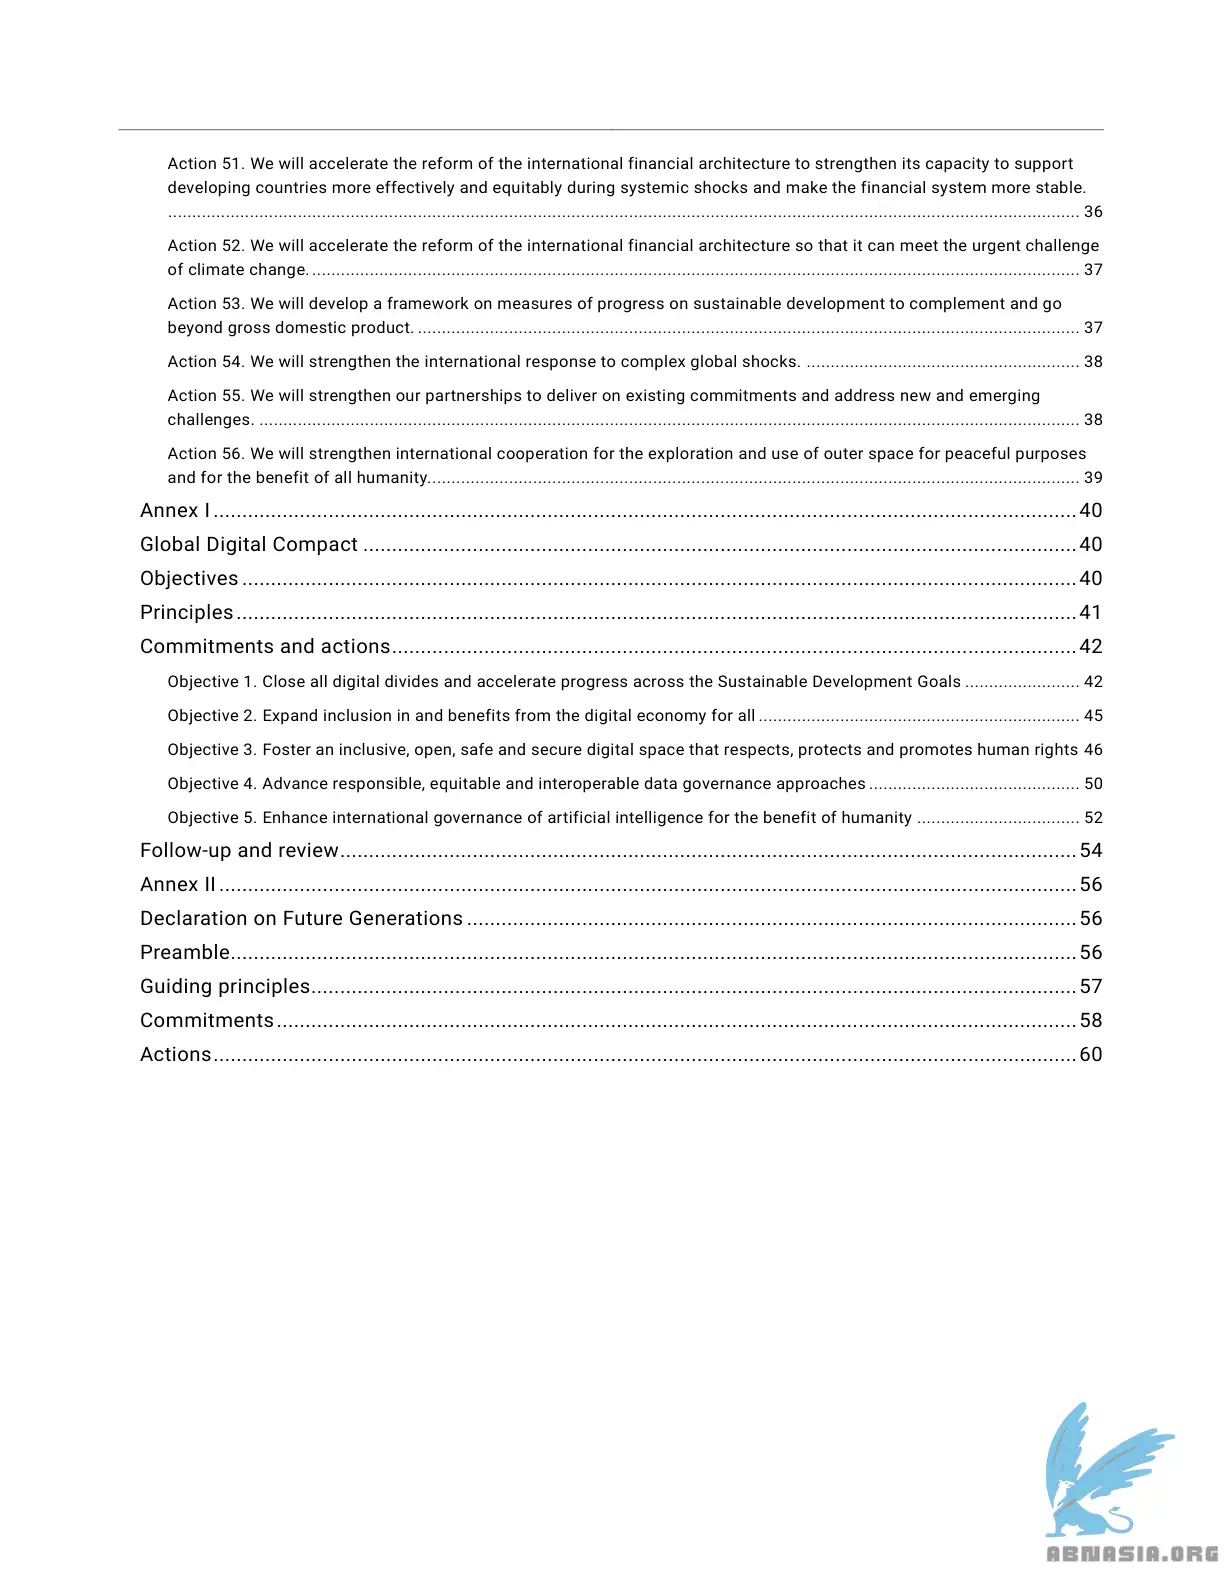 Action 51. We will accelerate the reform of the international financial architecture to strengthen its capacity to support
developing countries more effectively and equitably during systemic shocks and make the financial system more stable.
................................................................................................................................................................................................ 36
Action 52. We will accelerate the reform of the international financial architecture so that it can meet the urgent challenge
of climate change. ................................................................................................................................................................ 37
Action 53. We will develop a framework on measures of progress on sustainable development to complement and go
beyond gross domestic product. .......................................................................................................................................... 37
Action 54. We will strengthen the international response to complex global shocks. ......................................................... 38
Action 55. We will strengthen our partnerships to deliver on existing commitments and address new and emerging
challenges. ........................................................................................................................................................................... 38
Action 56. We will strengthen international cooperation for the exploration and use of outer space for peaceful purposes
and for the benefit of all humanity........................................................................................................................................ 39
Annex I ......................................................................................................................................................40
Global Digital Compact ............................................................................................................................40
Objectives .................................................................................................................................................40
Principles ..................................................................................................................................................41
Commitments and actions.......................................................................................................................42
Objective 1. Close all digital divides and accelerate progress across the Sustainable Development Goals ........................ 42
Objective 2. Expand inclusion in and benefits from the digital economy for all ................................................................... 45
Objective 3. Foster an inclusive, open, safe and secure digital space that respects, protects and promotes human rights 46
Objective 4. Advance responsible, equitable and interoperable data governance approaches ............................................ 50
Objective 5. Enhance international governance of artificial intelligence for the benefit of humanity .................................. 52
Follow-up and review................................................................................................................................54
Annex II .....................................................................................................................................................56
Declaration on Future Generations ..........................................................................................................56
Preamble...................................................................................................................................................56
Guiding principles.....................................................................................................................................57
Commitments ...........................................................................................................................................58
Actions......................................................................................................................................................60
ABNASIA.ORG